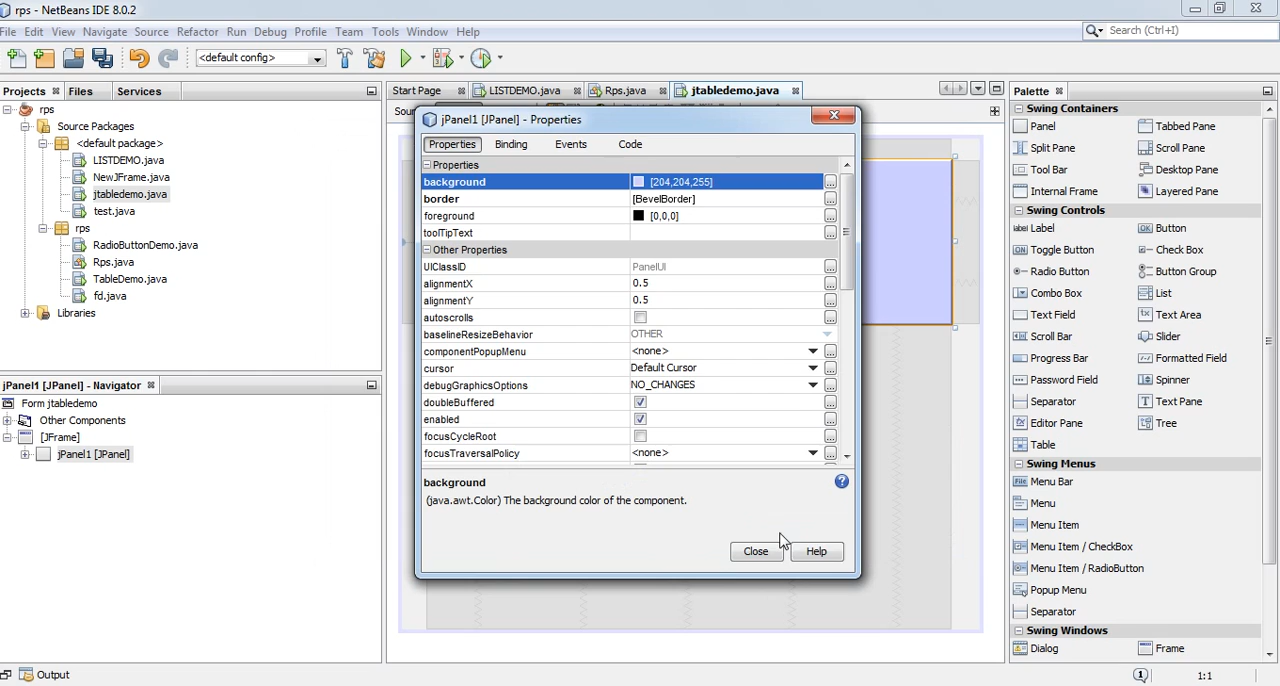 rps - NetBeans IDE 8.0.2
File Edit View Navigate Source Refactor Run Debug Profile Team Tools Window Help
Search (Ctrl+I)
<default config>
Projects Files Services
rps
Source Packages
<default package>
LISTDEMO.java
NewJFrame.java
jtabledemo.java
test.java
rps
RadioButtonDemo.java
Rps.java
TableDemo.java
fd.java
Libraries
jPanel1 [JPanel] - Navigator
Form jtabledemo
Other Components
[JFrame]
jPanel1 [JPanel]
Output
Start Page LISTDEMO.java Rps.java jtabledemo.java
Sou
jPanel1 [JPanel] - Properties
Properties Binding Events Code
Properties
background [204,204,255]
border [BevelBorder]
foreground [0,0,0]
toolTipText
Other Properties
UIClassID PanelUI
alignmentX 0.5
alignmentY 0.5
autoscrolls
baselineResizeBehavior OTHER
componentPopupMenu <none>
cursor Default Cursor
debugGraphicsOptions NO_CHANGES
doubleBuffered
enabled
focusCycleRoot
focusTraversalPolicy <none>
background
(java.awt.Color) The background color of the component.
Close Help
Palette
Swing Containers
Panel Tabbed Pane
Split Pane Scroll Pane
Tool Bar Desktop Pane
Internal Frame Layered Pane
Swing Controls
label Label OK Button
ON Toggle Button Check Box
Radio Button Button Group
Combo Box List
Text Field Text Area
Scroll Bar Slider
Progress Bar Formatted Field
Password Field Spinner
Separator Text Pane
Editor Pane Tree
Table
Swing Menus
File Menu Bar
Menu
Menu Item
Menu Item / CheckBox
Menu Item / RadioButton
Popup Menu
Separator
Swing Windows
Dialog Frame
1 1:1